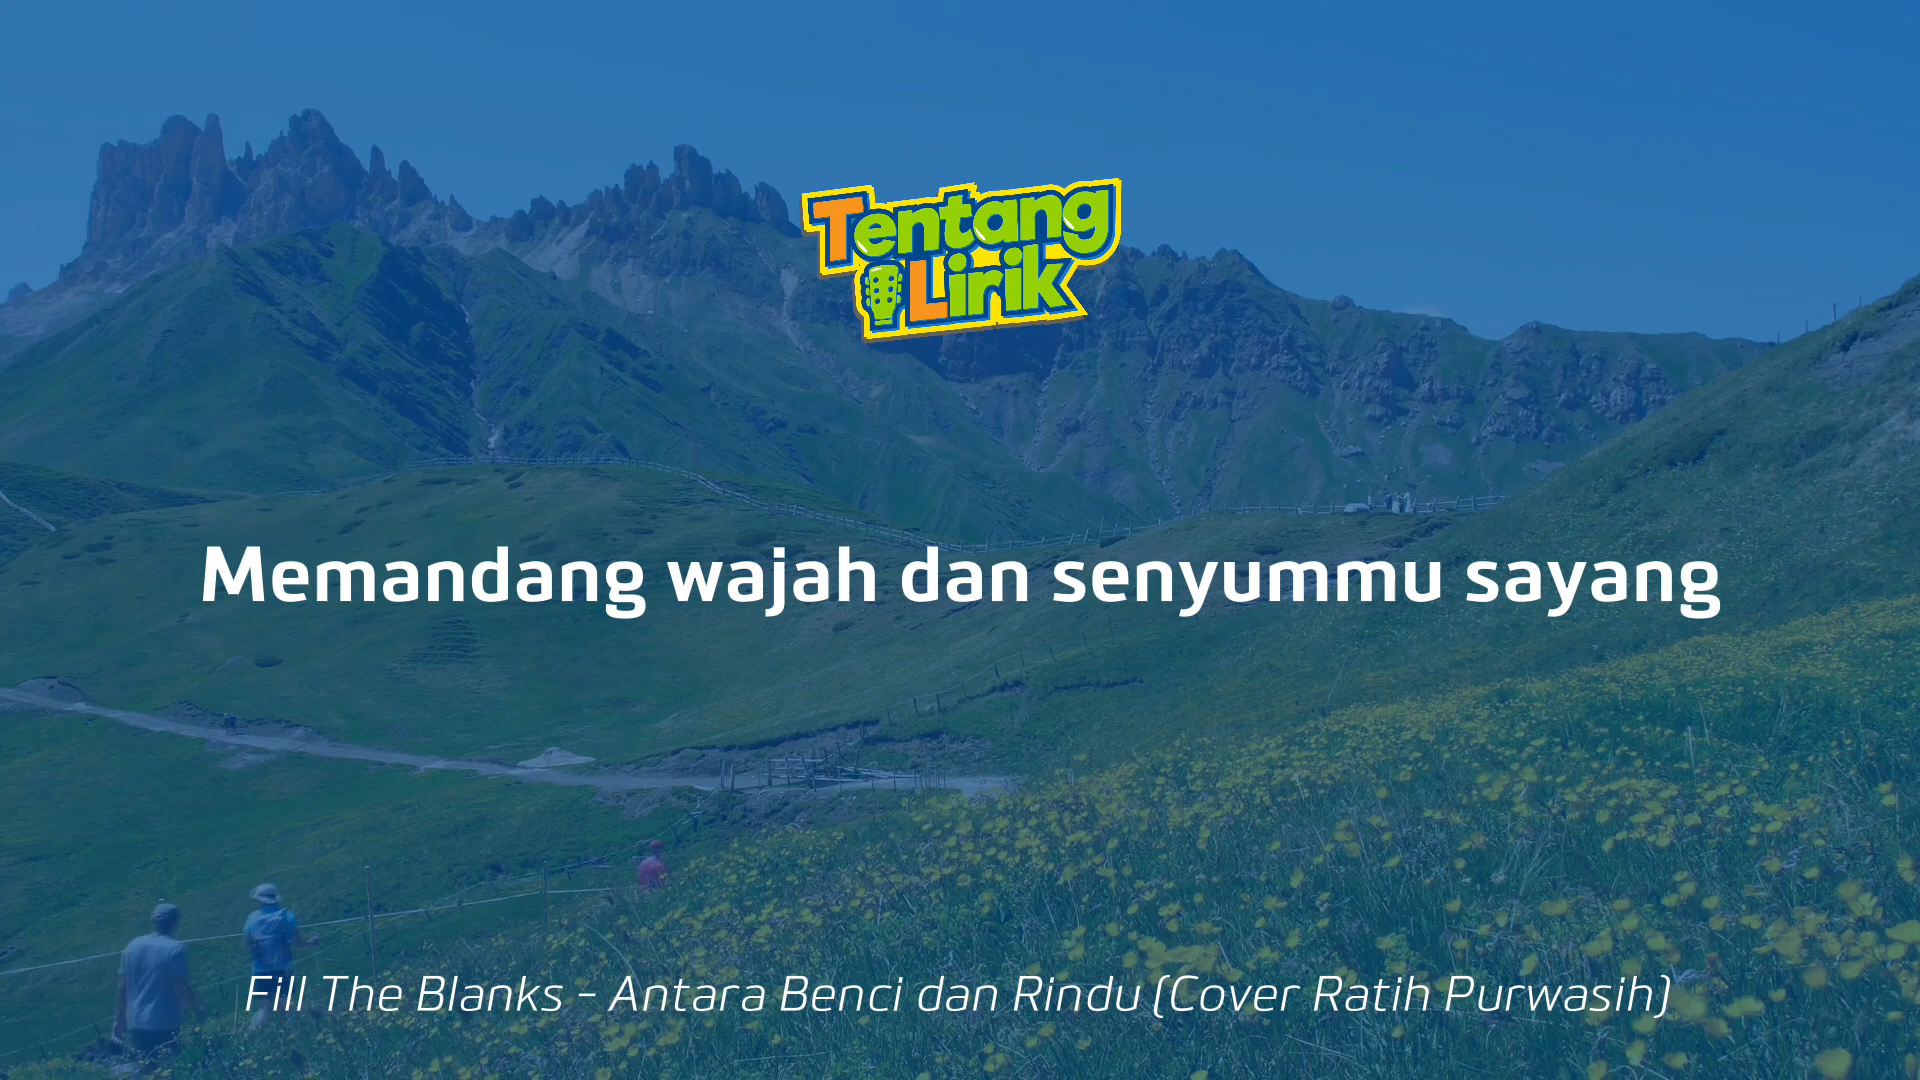 Tentang
Lirik
Memandang wajah dan senyummu sayang
Fill The Blanks - Antara Benci dan Rindu (Cover Ratih Purwasih)